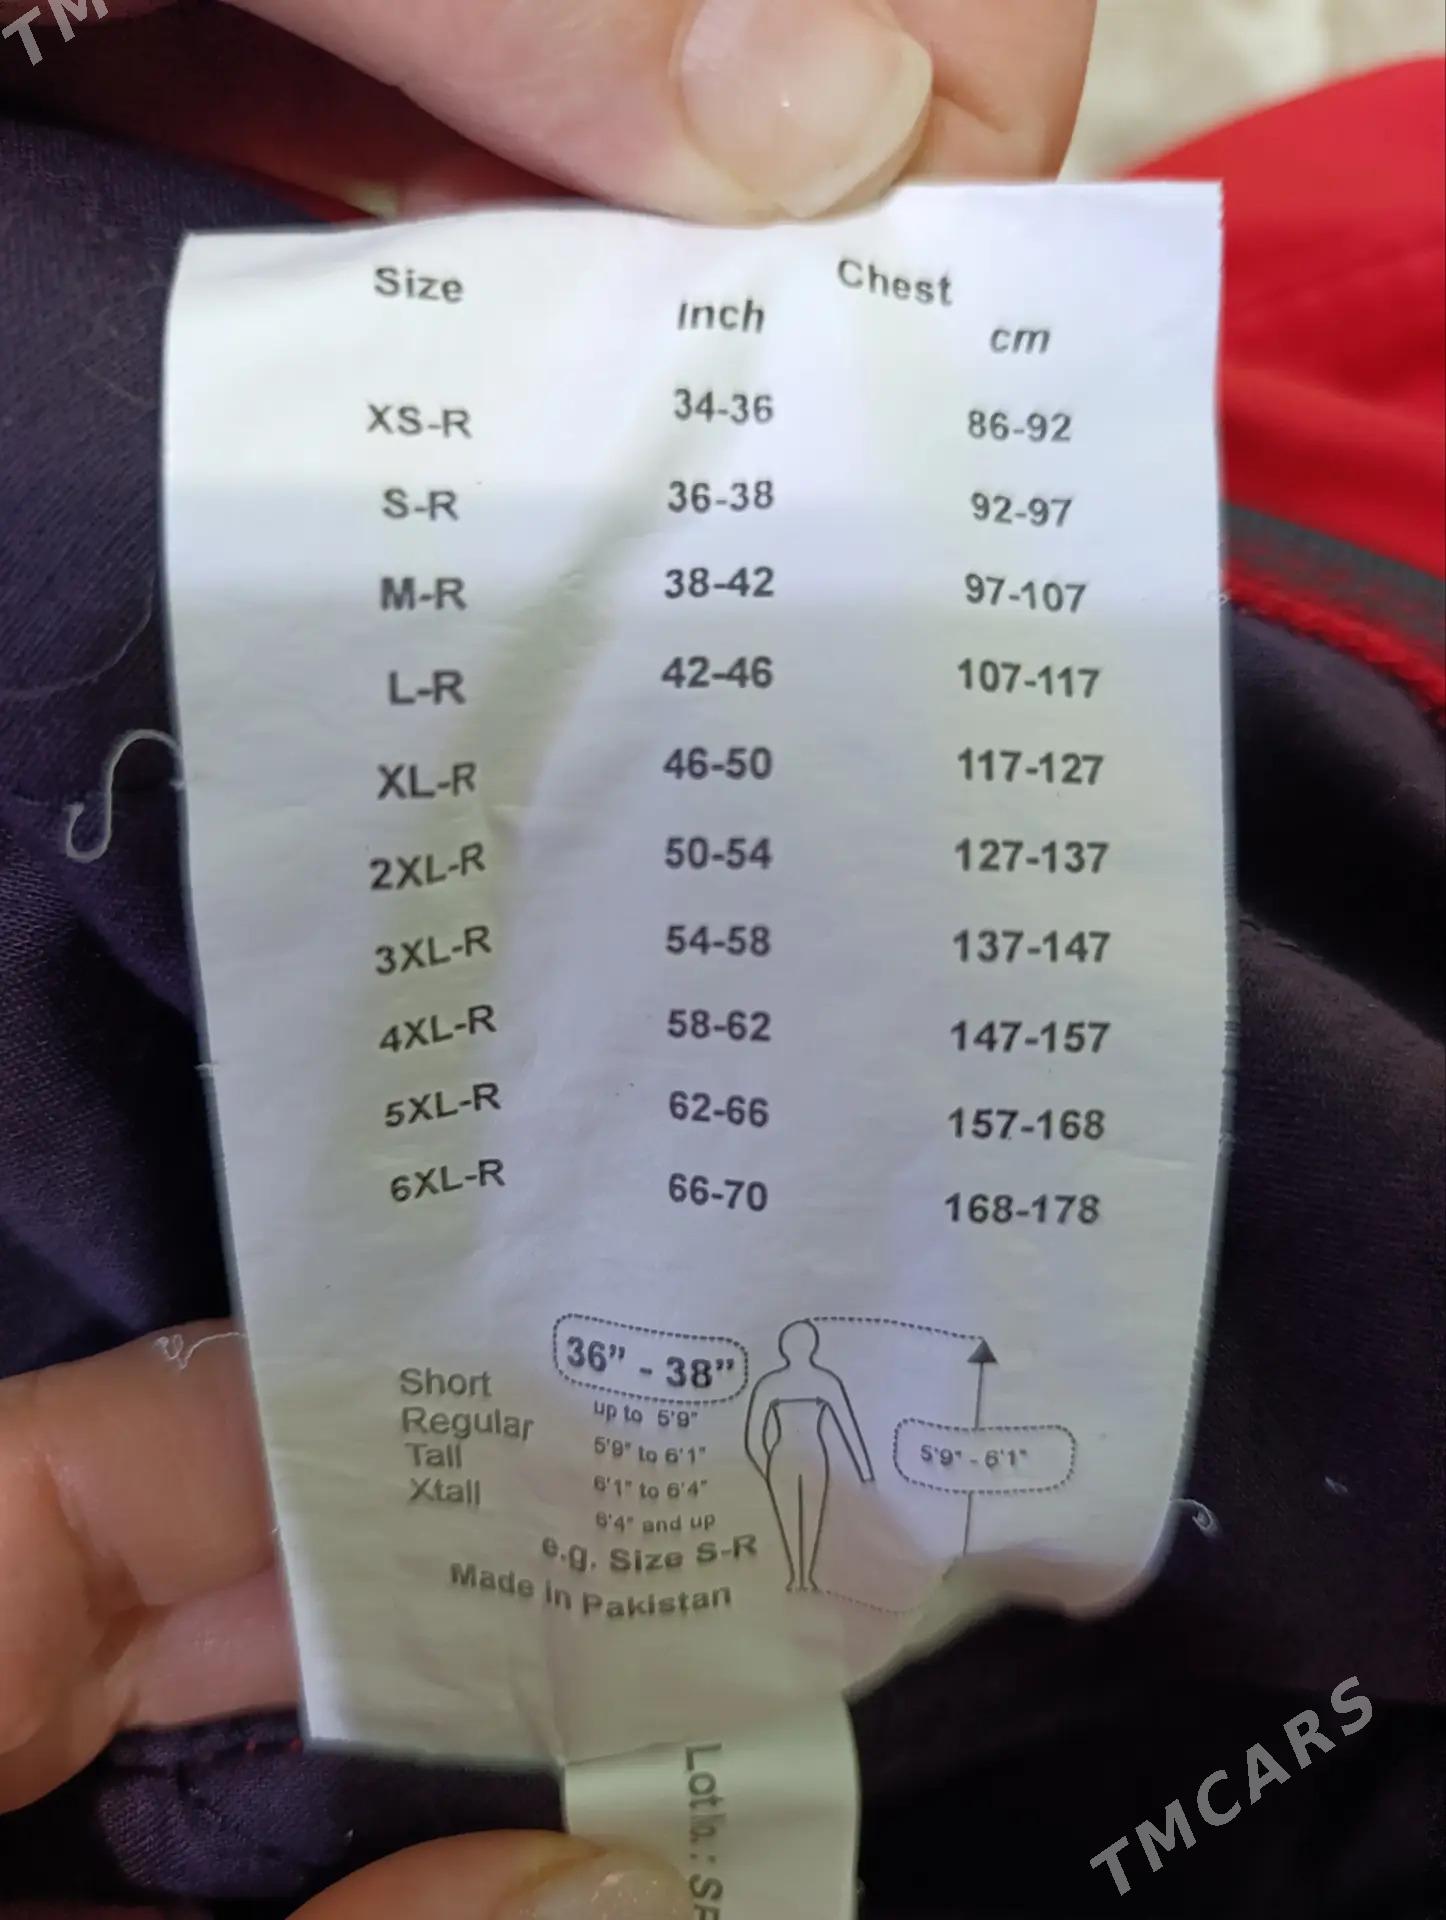 TM
Size
Chest
inch
cm
XS-R 34-36 86-92
S-R 36-38 92-97
M-R 38-42 97-107
L-R 42-46 107-117
XL-R 46-50 117-127
2XL-R 50-54 127-137
3XL-R 54-58 137-147
4XL-R 58-62 147-157
5XL-R 62-66 157-168
6XL-R 66-70 168-178
36” - 38”
Short up to 5'9"
Regular 5'9" to 6'1"
Tall 6'1" to 6'4"
Xtall 6'4" and up
5'9" - 6'1"
e.g. Size S-R
Made in Pakistan
Lot
TMCARS